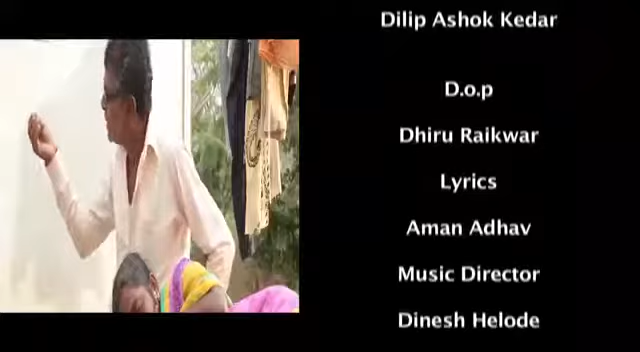 Dilip Ashok Kedar
D.o.p
Dhiru Raikwar
Lyrics
Aman Adhav
Music Director
Dinesh Helode